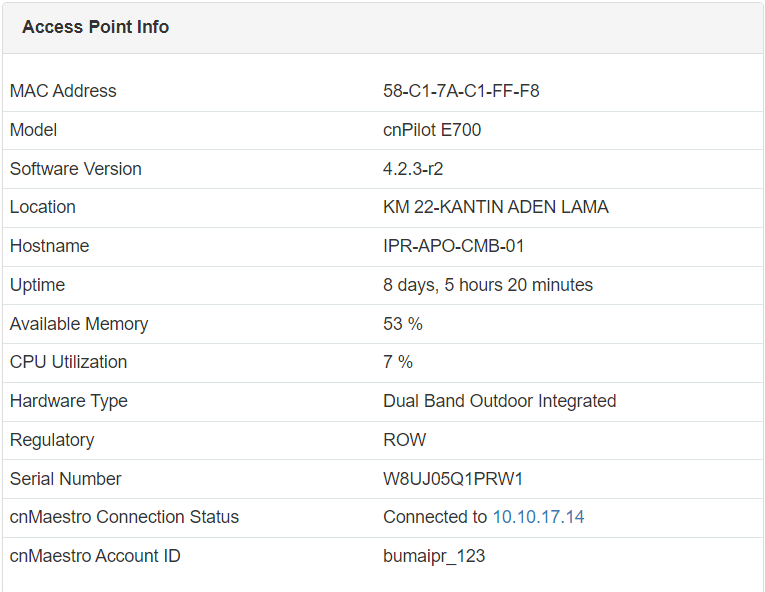 Access Point Info
MAC Address 58-C1-7A-C1-FF-F8
Model cnPilot E700
Software Version 4.2.3-r2
Location KM 22-KANTIN ADEN LAMA
Hostname IPR-APO-CMB-01
Uptime 8 days, 5 hours 20 minutes
Available Memory 53 %
CPU Utilization 7 %
Hardware Type Dual Band Outdoor Integrated
Regulatory ROW
Serial Number W8UJ05Q1PRW1
cnMaestro Connection Status Connected to 10.10.17.14
cnMaestro Account ID bumaipr_123